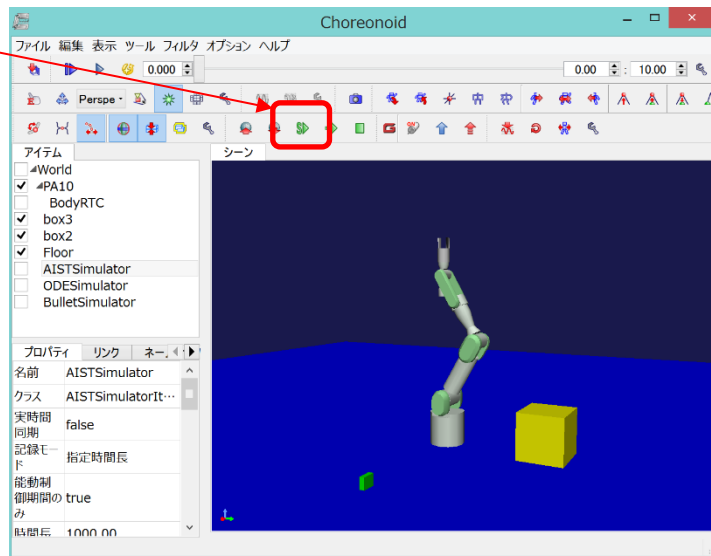 Choreonoid
ファイル 編集 表示 ツール フィルタ オプション ヘルプ
0.000 0.00 : 10.00
Perspe
アイテム シーン
World
PA10
BodyRTC
box3
box2
Floor
AISTSimulator
ODESimulator
BulletSimulator
プロパティ リンク ネー
名前 AISTSimulator
クラス AISTSimulatorIt…
実時間同期 false
記録モード 指定時間長
能動制御期間のみ true
時間長 1000.00